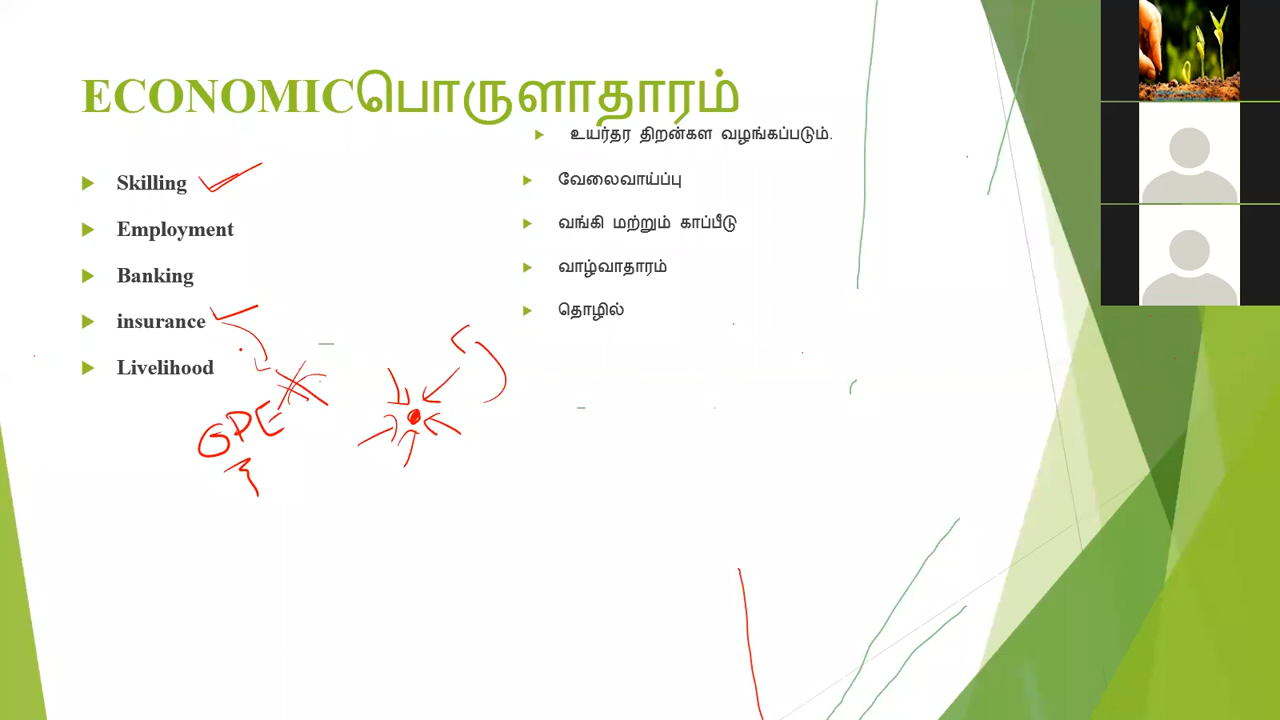 ECONOMICபொருளாதாரம்
Skilling
Employment
Banking
insurance
Livelihood
உயர்தர திறன்கள வழங்கப்படும்.
வேலைவாய்ப்பு
வங்கி மற்றும் காப்பீடு
வாழ்வாதாரம்
தொழில்